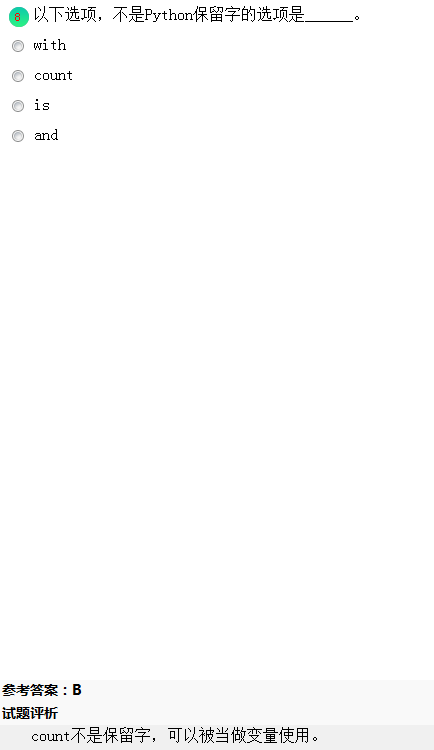 8 以下选项，不是Python保留字的选项是______。
with
count
is
and
参考答案：B
试题评析
count不是保留字，可以被当做变量使用。